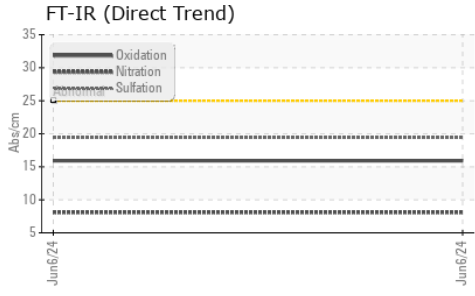 FT-IR (Direct Trend)
35
30
25
20
15
10
5
Abs/cm
Oxidation
Nitration
Sulfation
Abnormal
Jun6/24
Jun6/24